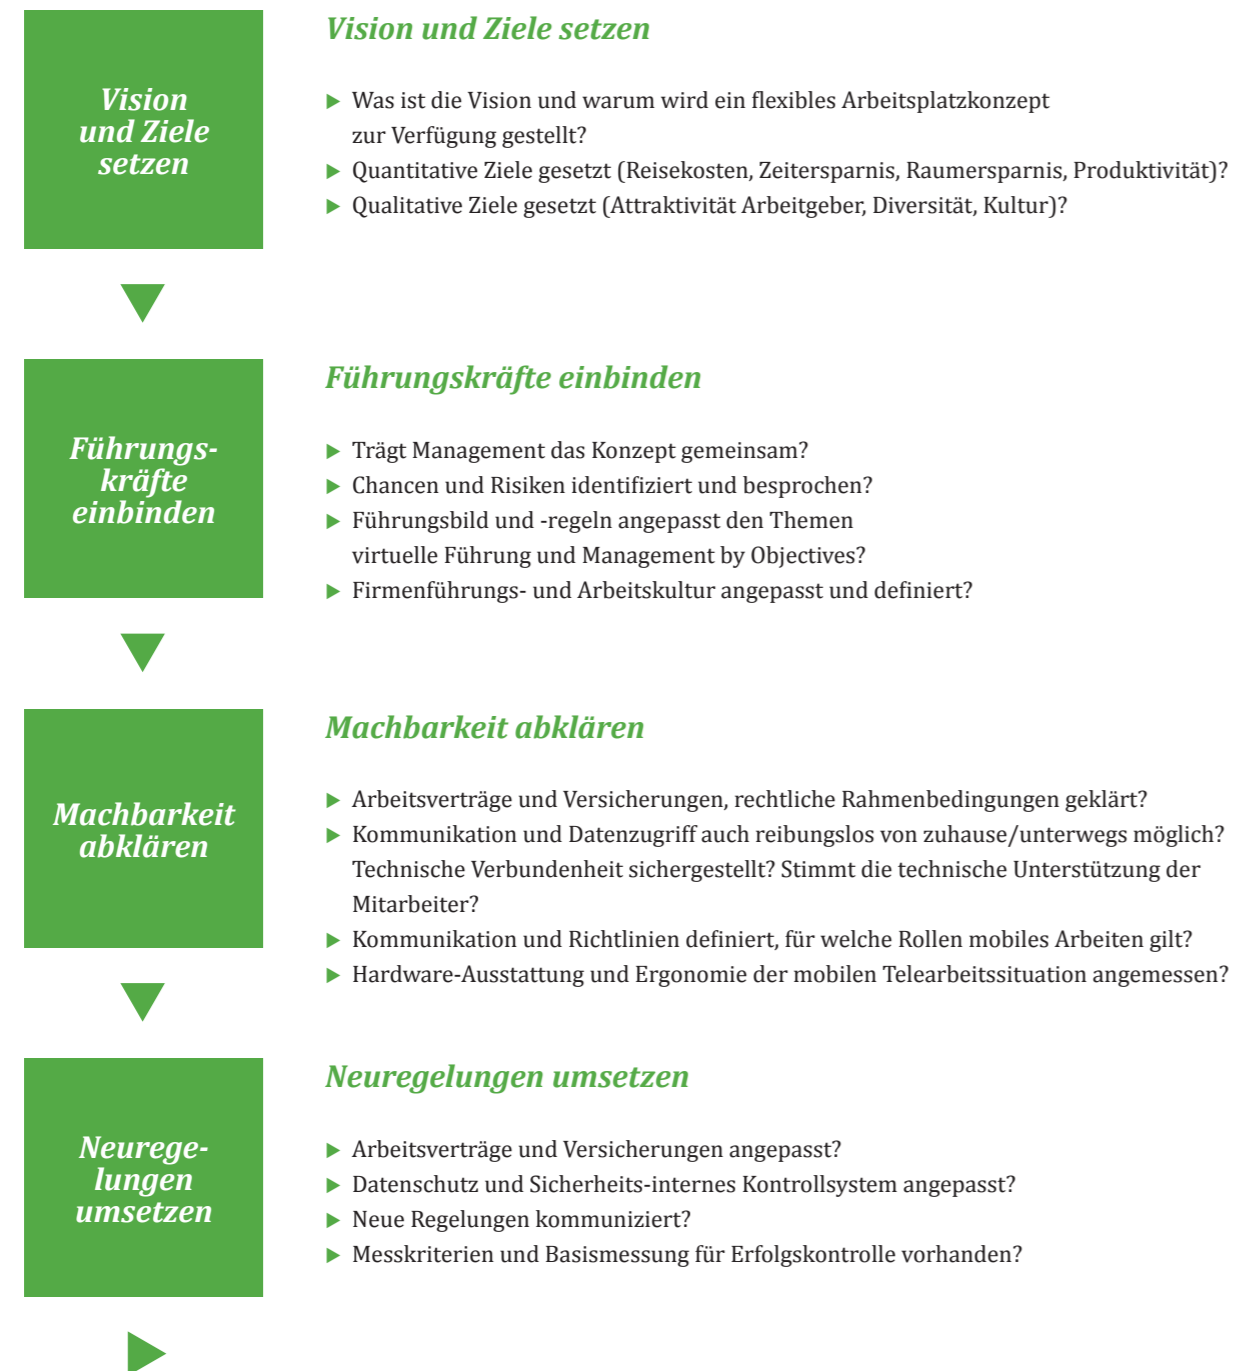 Vision
und Ziele
setzen
Vision und Ziele setzen
Was ist die Vision und warum wird ein flexibles Arbeitsplatzkonzept
zur Verfügung gestellt?
Quantitative Ziele gesetzt (Reisekosten, Zeitersparnis, Raumersparnis, Produktivität)?
Qualitative Ziele gesetzt (Attraktivität Arbeitgeber, Diversität, Kultur)?
Führungs-
kräfte
einbinden
Führungskräfte einbinden
Trägt Management das Konzept gemeinsam?
Chancen und Risiken identifiziert und besprochen?
Führungsbild und -regeln angepasst den Themen
virtuelle Führung und Management by Objectives?
Firmenführungs- und Arbeitskultur angepasst und definiert?
Machbarkeit
abklären
Machbarkeit abklären
Arbeitsverträge und Versicherungen, rechtliche Rahmenbedingungen geklärt?
Kommunikation und Datenzugriff auch reibungslos von zuhause/unterwegs möglich?
Technische Verbundenheit sichergestellt? Stimmt die technische Unterstützung der
Mitarbeiter?
Kommunikation und Richtlinien definiert, für welche Rollen mobiles Arbeiten gilt?
Hardware-Ausstattung und Ergonomie der mobilen Telearbeitssituation angemessen?
Neurege-
lungen
umsetzen
Neuregelungen umsetzen
Arbeitsverträge und Versicherungen angepasst?
Datenschutz und Sicherheits-internes Kontrollsystem angepasst?
Neue Regelungen kommuniziert?
Messkriterien und Basismessung für Erfolgskontrolle vorhanden?